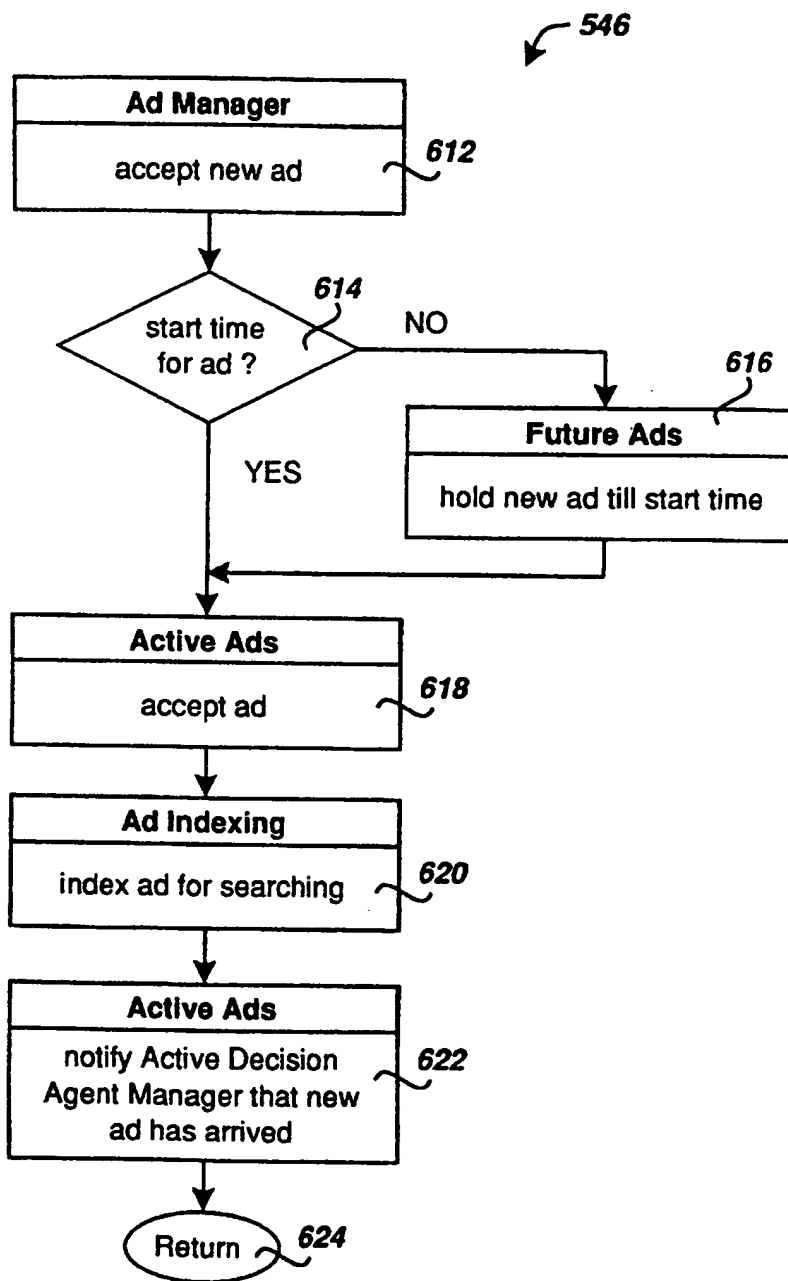 546
Ad Manager
accept new ad
612
start time
for ad ?
614
NO
YES
616
Future Ads
hold new ad till start time
Active Ads
accept ad
618
Ad Indexing
index ad for searching
620
Active Ads
notify Active Decision
Agent Manager that new
ad has arrived
622
Return
624